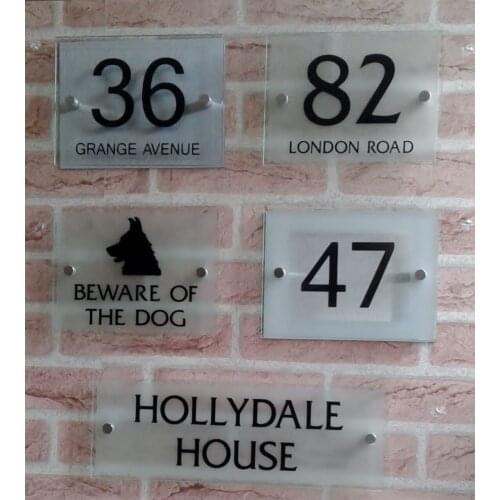 36
GRANGE AVENUE
82
LONDON ROAD
BEWARE OF
THE DOG
47
HOLLYDALE
HOUSE